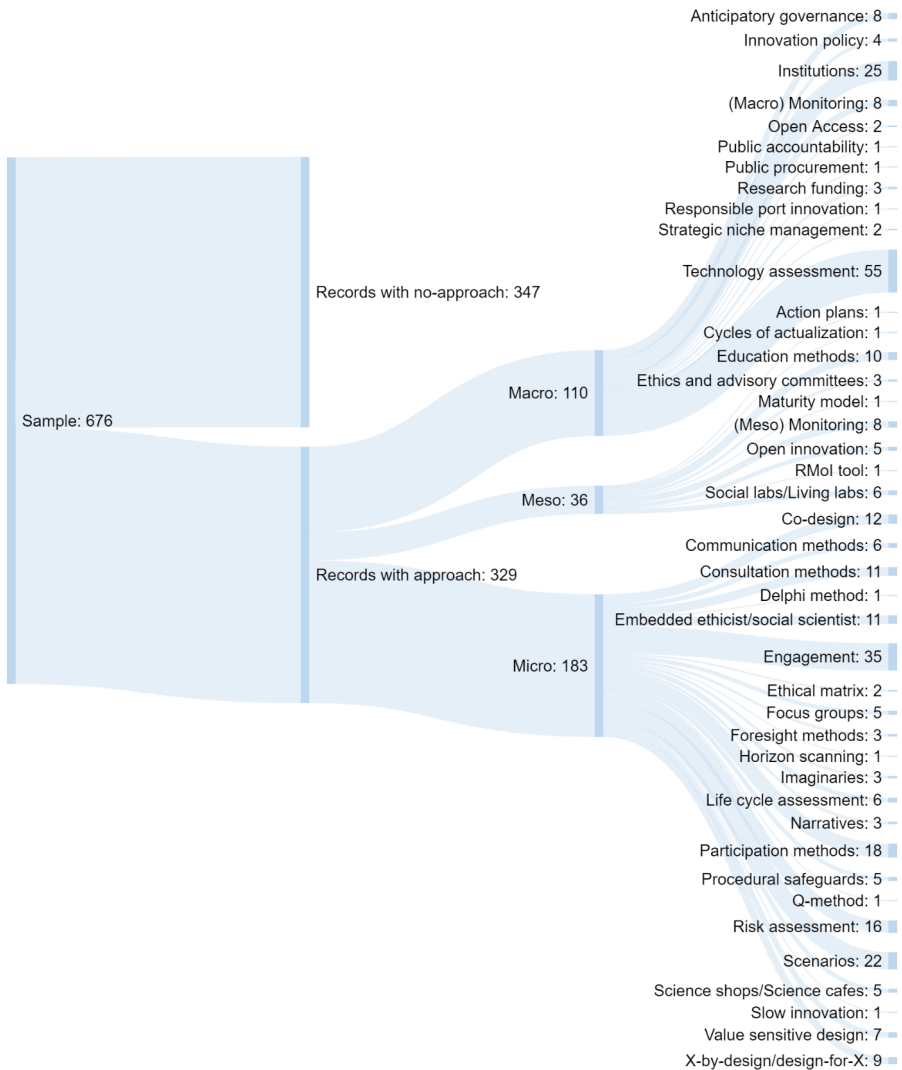 Sample: 676
Records with no-approach: 347
Records with approach: 329
Macro: 110
Meso: 36
Micro: 183
Anticipatory governance: 8
Innovation policy: 4
Institutions: 25
(Macro) Monitoring: 8
Open Access: 2
Public accountability: 1
Public procurement: 1
Research funding: 3
Responsible port innovation: 1
Strategic niche management: 2
Technology assessment: 55
Action plans: 1
Cycles of actualization: 1
Education methods: 10
Ethics and advisory committees: 3
Maturity model: 1
(Meso) Monitoring: 8
Open innovation: 5
RMoI tool: 1
Social labs/Living labs: 6
Co-design: 12
Communication methods: 6
Consultation methods: 11
Delphi method: 1
Embedded ethicist/social scientist: 11
Engagement: 35
Ethical matrix: 2
Focus groups: 5
Foresight methods: 3
Horizon scanning: 1
Imaginaries: 3
Life cycle assessment: 6
Narratives: 3
Participation methods: 18
Procedural safeguards: 5
Q-method: 1
Risk assessment: 16
Scenarios: 22
Science shops/Science cafes: 5
Slow innovation: 1
Value sensitive design: 7
X-by-design/design-for-X: 9